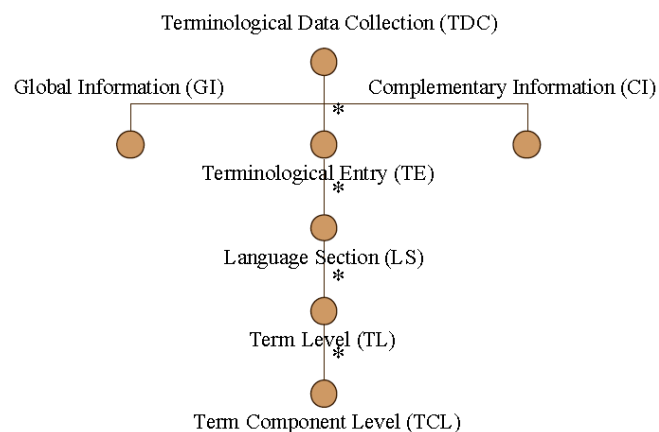 Terminological Data Collection (TDC)
Global Information (GI)
Complementary Information (CI)
*
Terminological Entry (TE)
*
Language Section (LS)
*
Term Level (TL)
*
Term Component Level (TCL)